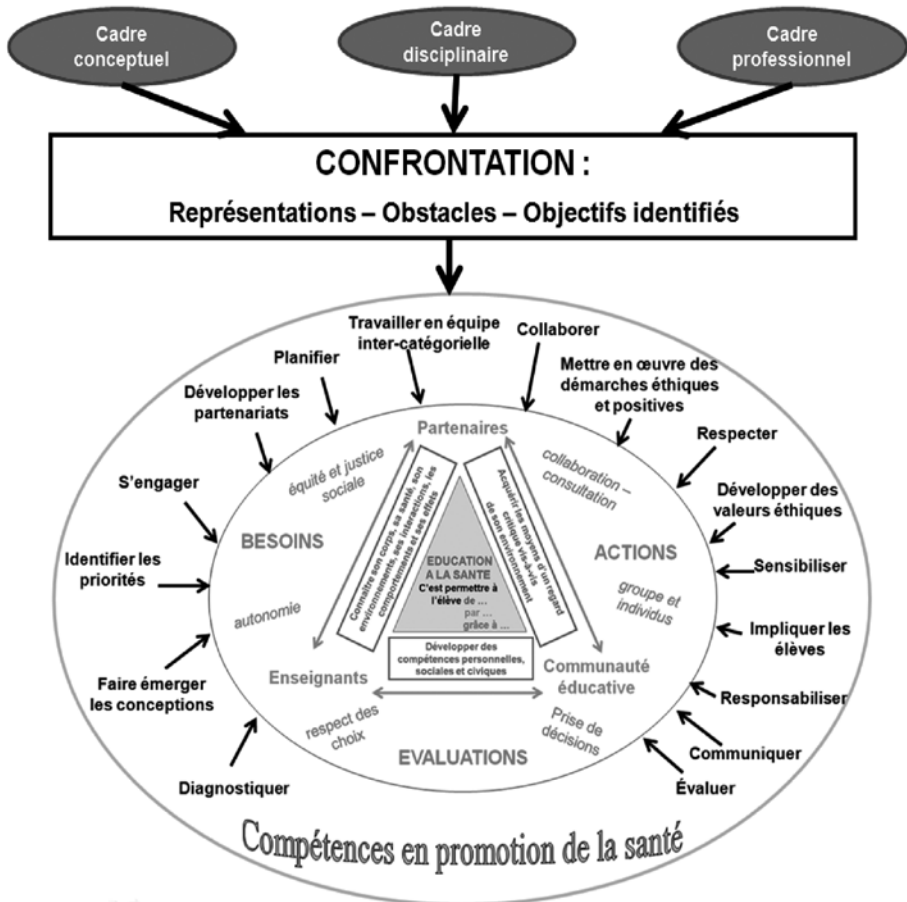 Cadre
conceptuel
Cadre
disciplinaire
Cadre
professionnel
CONFRONTATION :
Représentations – Obstacles – Objectifs identifiés
Travailler en équipe
inter-catégorielle
Collaborer
Planifier
Mettre en œuvre des
démarches éthiques
et positives
Développer les
partenariats
Respecter
S'engager
Développer des
valeurs éthiques
Identifier les
priorités
Sensibiliser
Impliquer les
élèves
Faire émerger
les conceptions
Responsabiliser
Communiquer
Diagnostiquer
Évaluer
Partenaires
équité et justice
sociale
collaboration –
consultation
BESOINS
ACTIONS
autonomie
groupe et
individus
Connaître son corps, sa santé, son
environnements, ses interactions, les
comportements et ses effets
Acquérir les moyens d'un regard
critique vis-à-vis
de son environnement
EDUCATION
A LA SANTE
C'est permettre à
l'élève de ...
par ...
grâce à ...
Développer des
compétences personnelles,
sociales et civiques
Enseignants
Communauté
éducative
respect des
choix
Prise de
décisions
EVALUATIONS
Compétences en promotion de la santé